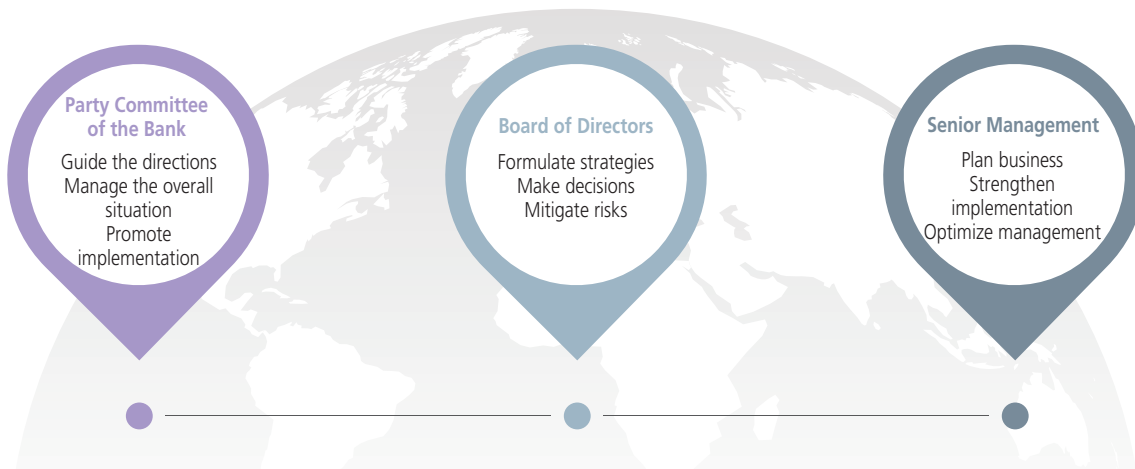 Party Committee
of the Bank
Guide the directions
Manage the overall
situation
Promote
implementation
Board of Directors
Formulate strategies
Make decisions
Mitigate risks
Senior Management
Plan business
Strengthen
implementation
Optimize management